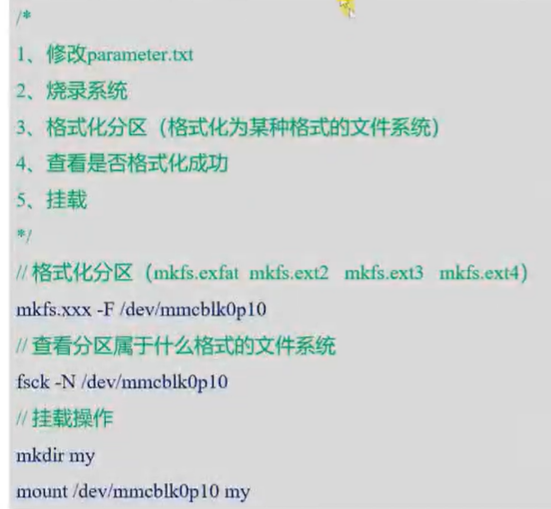 /*
1、修改parameter.txt
2、烧录系统
3、格式化分区（格式化为某种格式的文件系统）
4、查看是否格式化成功
5、挂载
*/
// 格式化分区（mkfs.exfat mkfs.ext2 mkfs.ext3 mkfs.ext4）
mkfs.xxx -F /dev/mmcblk0p10
// 查看分区属于什么格式的文件系统
fsck -N /dev/mmcblk0p10
// 挂载操作
mkdir my
mount /dev/mmcblk0p10 my